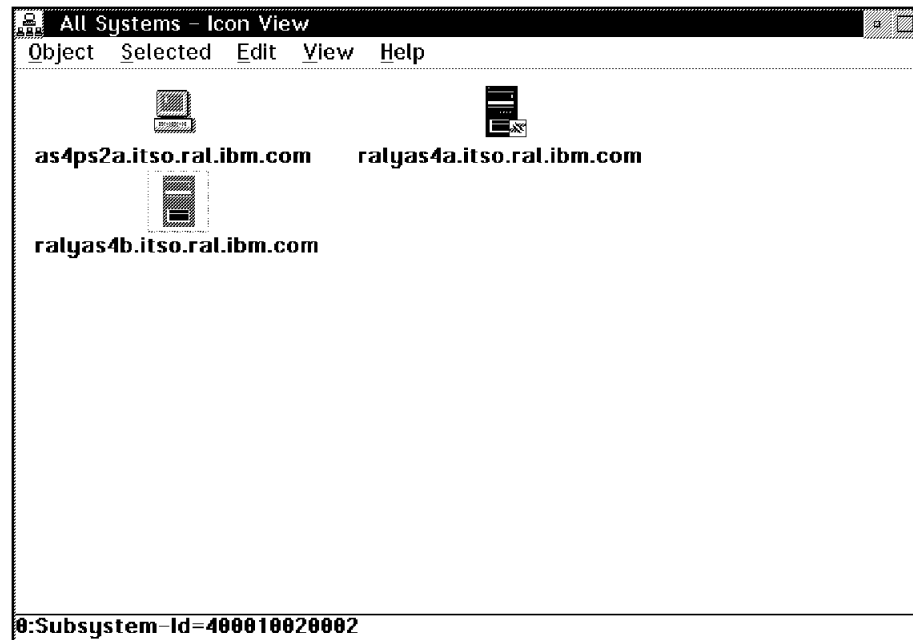 All Systems – Icon View
Object Selected Edit View Help
as4ps2a.itso.ral.ibm.com ralyas4a.itso.ral.ibm.com
ralyas4b.itso.ral.ibm.com
0:Subsystem-Id=400010020002